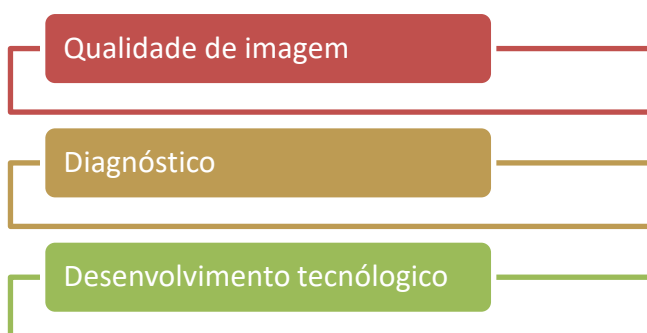 Qualidade de imagem
Diagnóstico
Desenvolvimento tecnólogico